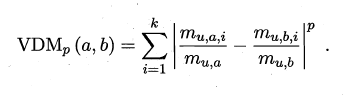 VDM_p (a, b) = \sum_{i=1}^{k} \left| \frac{m_{u,a,i}}{m_{u,a}} - \frac{m_{u,b,i}}{m_{u,b}} \right|^p .